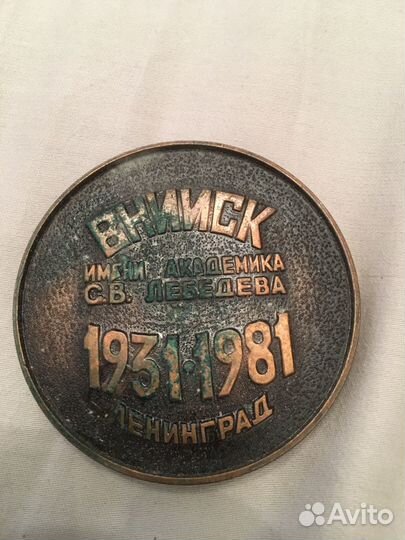 ВНИИСК
ИМЕНИ АКАДЕМИКА
С.В. ЛЕБЕДЕВА
1931·1981
ЛЕНИНГРАД
Avito